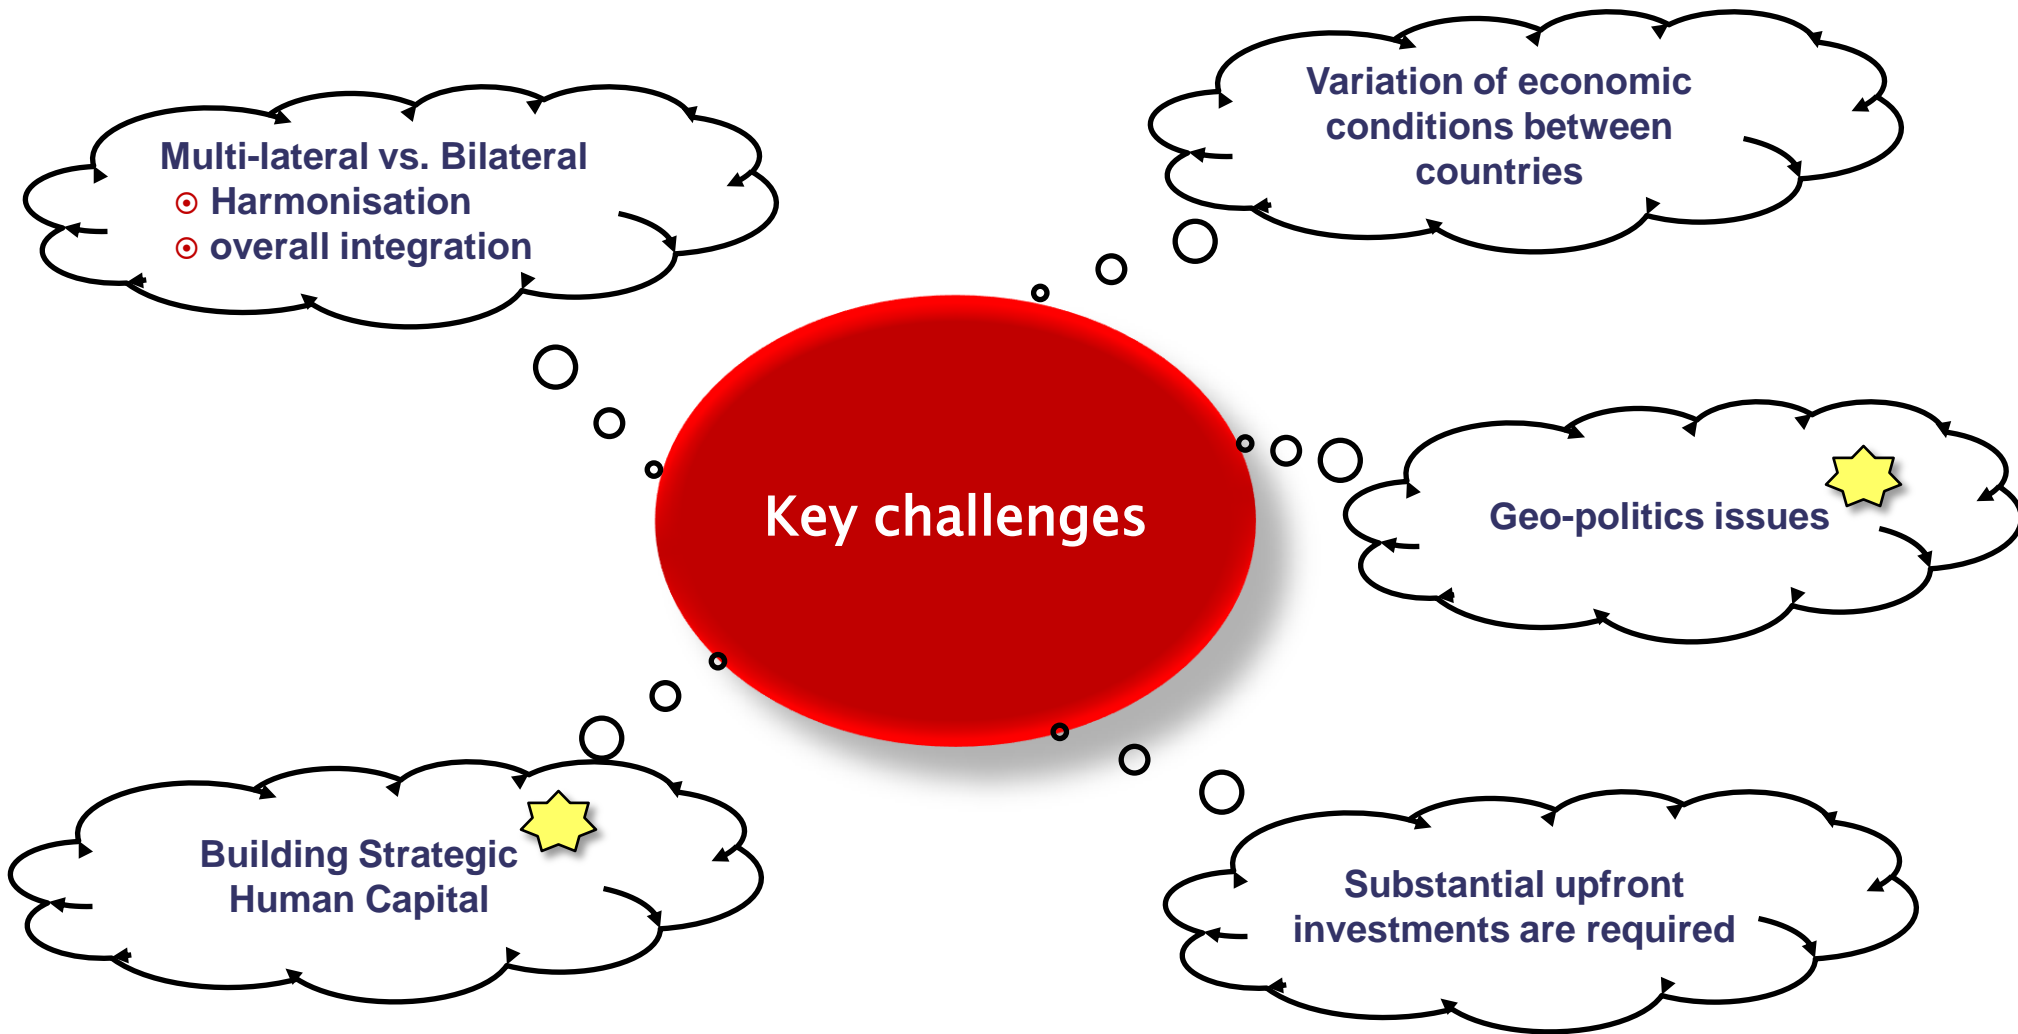 Multi-lateral vs. Bilateral
Harmonisation
overall integration
Variation of economic
conditions between
countries
Key challenges
Geo-politics issues
Building Strategic
Human Capital
Substantial upfront
investments are required